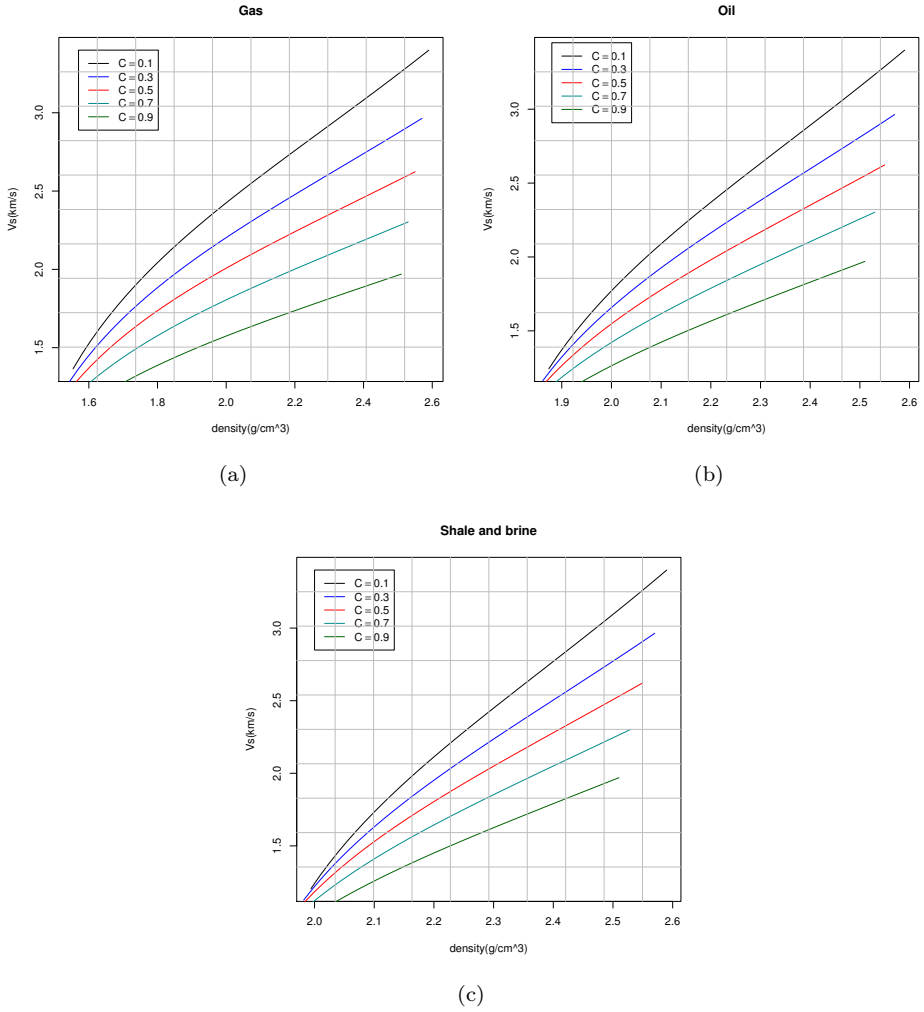 Gas
C = 0.1
C = 0.3
C = 0.5
C = 0.7
C = 0.9
Vs(km/s)
3.0
2.5
2.0
1.5
1.6 1.8 2.0 2.2 2.4 2.6
density(g/cm^3)
(a)
Oil
C = 0.1
C = 0.3
C = 0.5
C = 0.7
C = 0.9
Vs(km/s)
3.0
2.5
2.0
1.5
1.9 2.0 2.1 2.2 2.3 2.4 2.5 2.6
density(g/cm^3)
(b)
Shale and brine
C = 0.1
C = 0.3
C = 0.5
C = 0.7
C = 0.9
Vs(km/s)
3.0
2.5
2.0
1.5
2.0 2.1 2.2 2.3 2.4 2.5 2.6
density(g/cm^3)
(c)